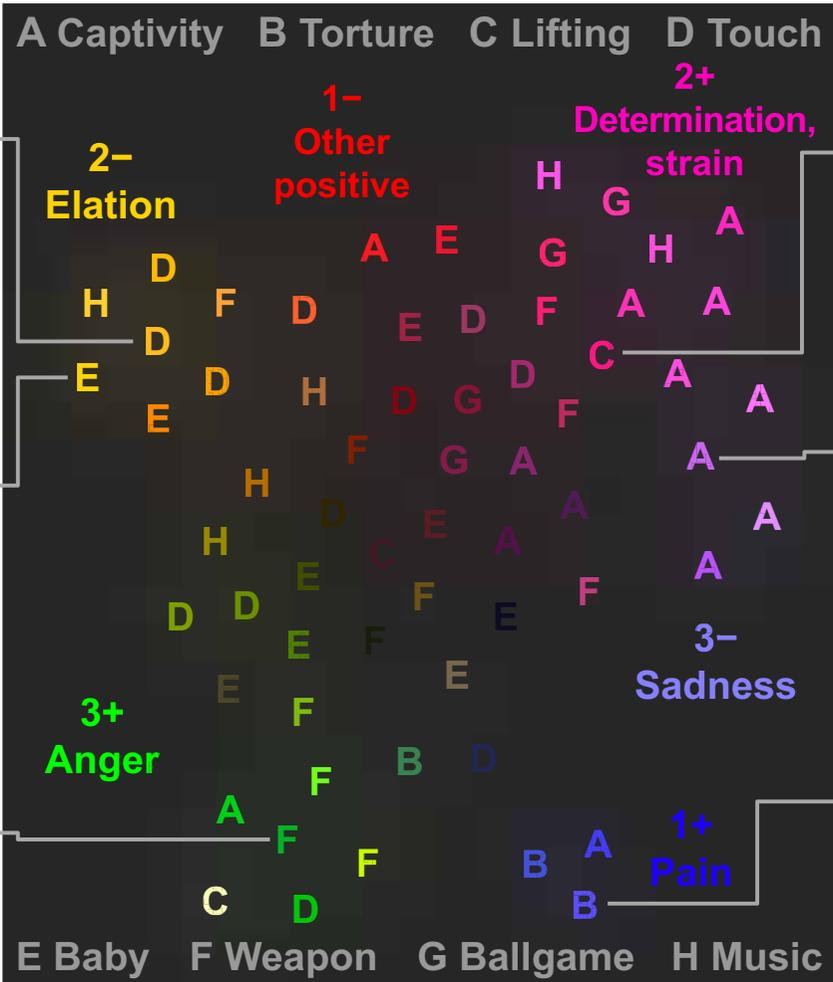 A Captivity B Torture C Lifting D Touch
2+
Determination,
strain
1−
Other
positive
2−
Elation
H
G
A
A E G H
D
H F D F A A
E D
D C
E D H D G D F A A
E
F G A A
H
D E A A
H C A A
E F F
D D E
E F
E E
3−
Sadness
3+
Anger
F
B D
F
A
F
F
B A
1+
Pain
C D B
E Baby F Weapon G Ballgame H Music